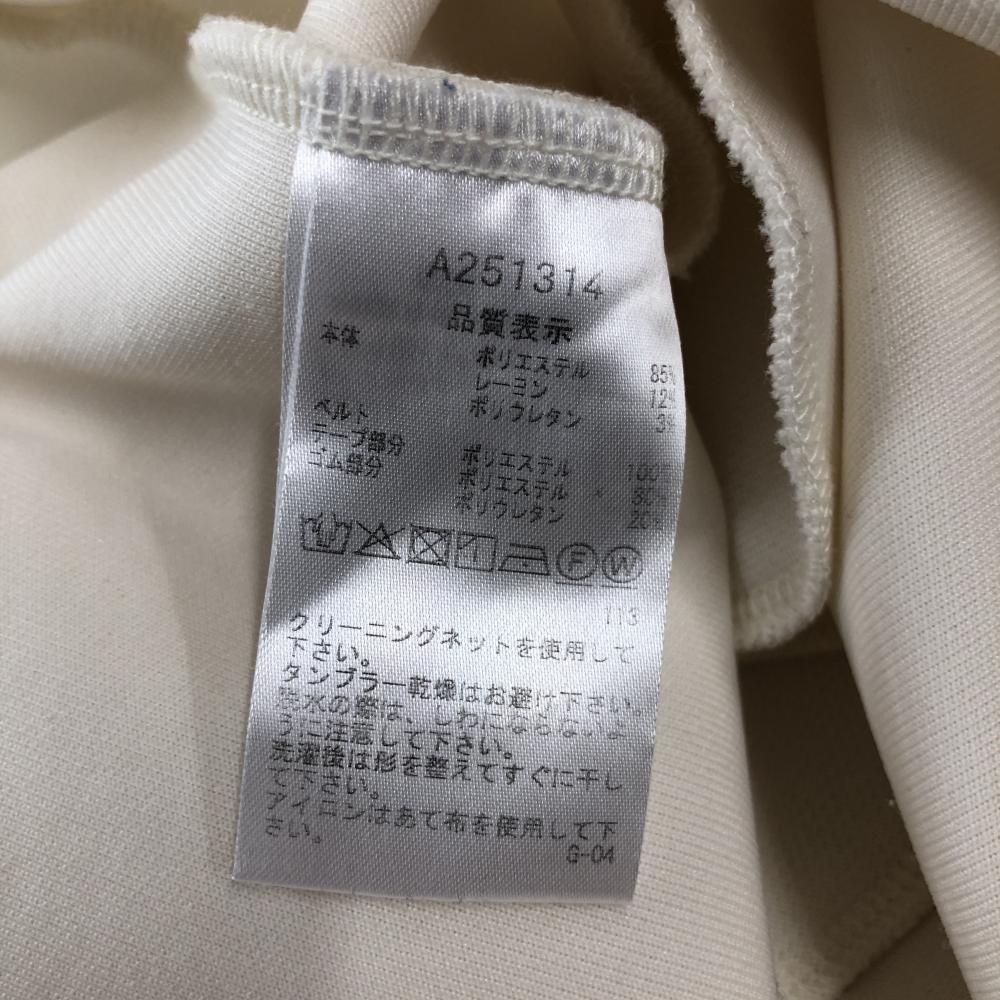 A251314
品質表示
本体 ポリエステル 85%
レーヨン 12%
ポリウレタン 3%
ベルト
テープ部分 ポリエステル 100%
ゴム部分 ポリエステル 80%
ポリウレタン 20%
F W
113
クリーニングネットを使用して
下さい。
タンブラー乾燥はお避け下さい。
脱水の際は、しわにならないよ
うに注意して下さい。
洗濯後は形を整えてすぐに干し
て下さい。
アイロンはあて布を使用して下
さい。
G-04